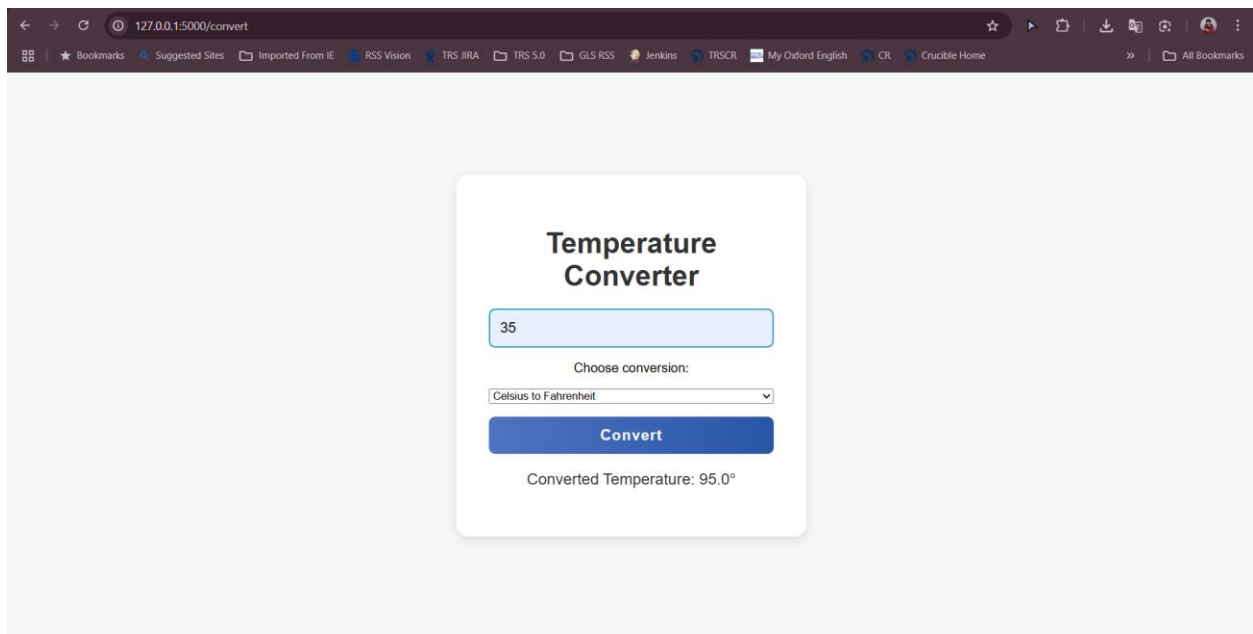 127.0.0.1:5000/convert
Bookmarks Suggested Sites Imported From IE RSS Vision TRS JIRA TRS 5.0 GLS RSS Jenkins TRSCR My Oxford English CR Crucible Home » All Bookmarks
Temperature
Converter
35
Choose conversion:
Celsius to Fahrenheit
Convert
Converted Temperature: 95.0°